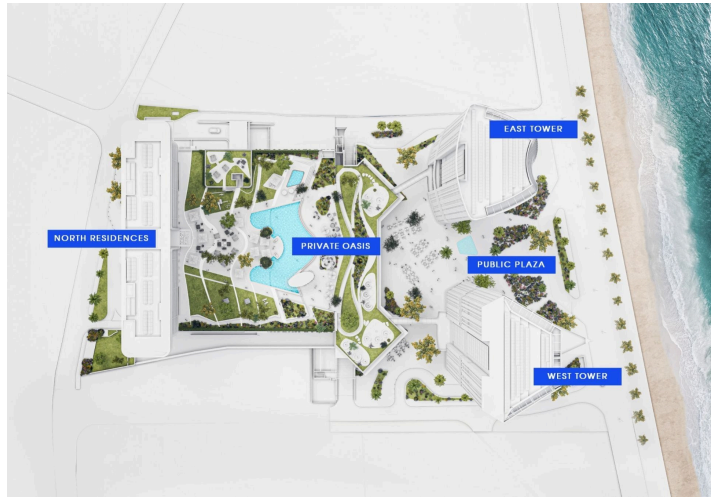 EAST TOWER
NORTH RESIDENCES
PRIVATE OASIS
PUBLIC PLAZA
WEST TOWER